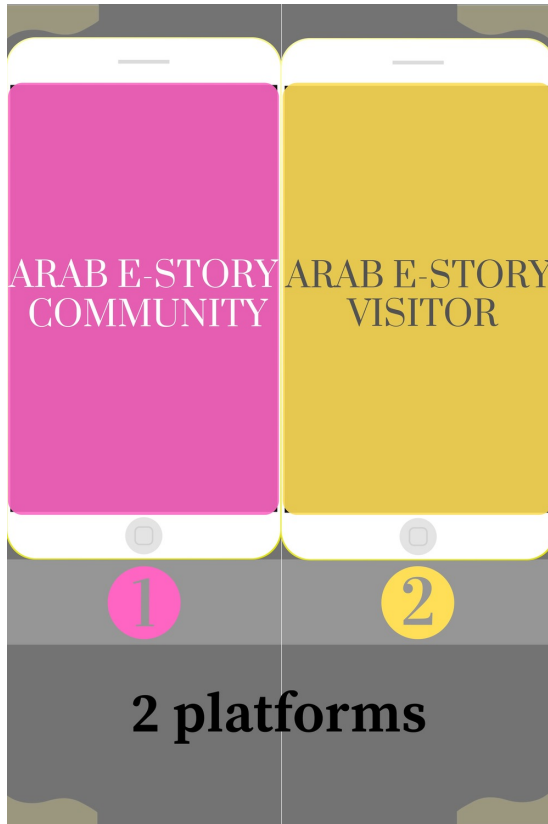 ARAB E-STORY
COMMUNITY
ARAB E-STORY
VISITOR
1
2
2 platforms